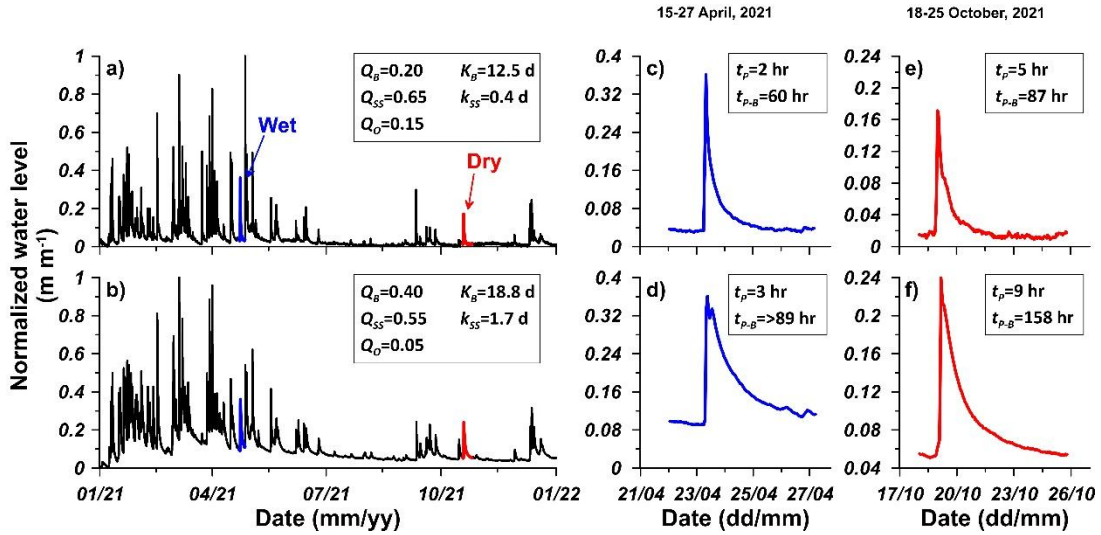 15-27 April, 2021
18-25 October, 2021
Normalized water level
(m m⁻¹)
a)
1
0.8
0.6
0.4
0.2
0
Q_B=0.20 K_B=12.5 d
Q_SS=0.65 k_SS=0.4 d
Q_O=0.15
Wet
Dry
b)
1
0.8
0.6
0.4
0.2
0
Q_B=0.40 K_B=18.8 d
Q_SS=0.55 k_SS=1.7 d
Q_O=0.05
01/21 04/21 07/21 10/21 01/22
Date (mm/yy)
c)
0.4
0.32
0.24
0.16
0.08
0
t_P=2 hr
t_P-B=60 hr
d)
0.4
0.32
0.24
0.16
0.08
0
t_P=3 hr
t_P-B=>89 hr
21/04 23/04 25/04 27/04
Date (dd/mm)
e)
0.24
0.2
0.16
0.12
0.08
0.04
0
t_P=5 hr
t_P-B=87 hr
f)
0.24
0.2
0.16
0.12
0.08
0.04
t_P=9 hr
t_P-B=158 hr
17/10 20/10 23/10 26/10
Date (dd/mm)